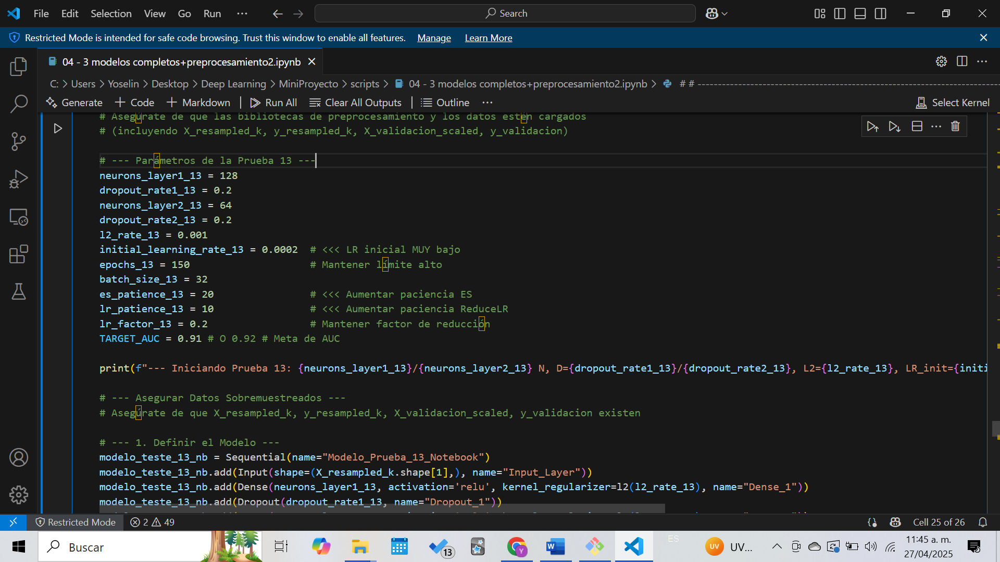 File Edit Selection View Go Run ··· Search
Restricted Mode is intended for safe code browsing. Trust this window to enable all features. Manage Learn More
04 - 3 modelos completos+preprocesamiento2.ipynb
C: > Users > Yoselin > Desktop > Deep Learning > MiniProyecto > scripts > 04 - 3 modelos completos+preprocesamiento2.ipynb > # # ---------------------------------------------------------------------------
Generate + Code + Markdown Run All Clear All Outputs Outline ··· Select Kernel
# Asegúrate de que las bibliotecas de preprocesamiento y los datos estén cargados
# (incluyendo X_resampled_k, y_resampled_k, X_validacion_scaled, y_validacion)
# --- Parámetros de la Prueba 13 ---
neurons_layer1_13 = 128
dropout_rate1_13 = 0.2
neurons_layer2_13 = 64
dropout_rate2_13 = 0.2
l2_rate_13 = 0.001
initial_learning_rate_13 = 0.0002 # <<< LR inicial MUY bajo
epochs_13 = 150 # Mantener límite alto
batch_size_13 = 32
es_patience_13 = 20 # <<< Aumentar paciencia ES
lr_patience_13 = 10 # <<< Aumentar paciencia ReduceLR
lr_factor_13 = 0.2 # Mantener factor de reducción
TARGET_AUC = 0.91 # O 0.92 # Meta de AUC
print(f"--- Iniciando Prueba 13: {neurons_layer1_13}/{neurons_layer2_13} N, D={dropout_rate1_13}/{dropout_rate2_13}, L2={l2_rate_13}, LR_init={initi
# --- Asegurar Datos Sobremuestreados ---
# Asegúrate de que X_resampled_k, y_resampled_k, X_validacion_scaled, y_validacion existen
# --- 1. Definir el Modelo ---
modelo_teste_13_nb = Sequential(name="Modelo_Prueba_13_Notebook")
modelo_teste_13_nb.add(Input(shape=(X_resampled_k.shape[1],), name="Input_Layer"))
modelo_teste_13_nb.add(Dense(neurons_layer1_13, activation='relu', kernel_regularizer=l2(l2_rate_13), name="Dense_1"))
modelo_teste_13_nb.add(Dropout(dropout_rate1_13, name="Dropout_1"))
Restricted Mode 2 49 Cell 25 of 26
Buscar 13 Y ES UV UV... 11:45 a. m.
27/04/2025